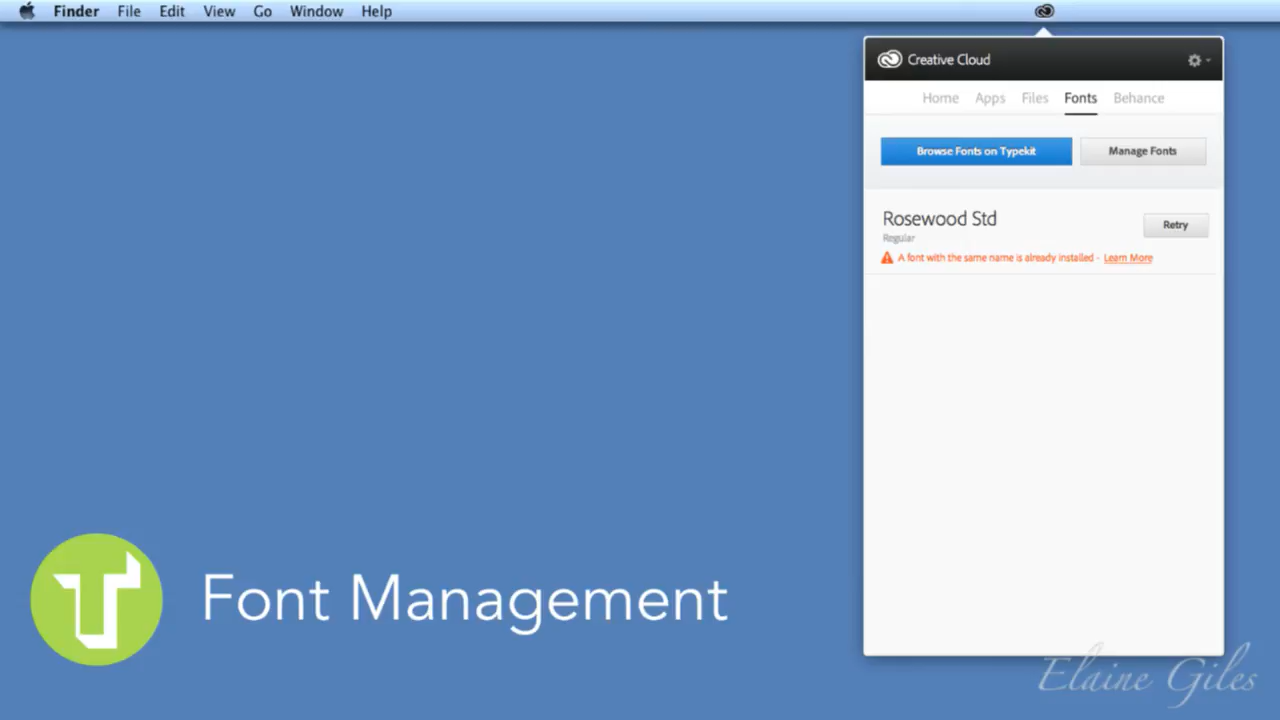 Finder File Edit View Go Window Help
Creative Cloud
Home Apps Files Fonts Behance
Browse Fonts on Typekit Manage Fonts
Rosewood Std
Retry
Regular
A font with the same name is already installed - Learn More
Font Management
Elaine Giles